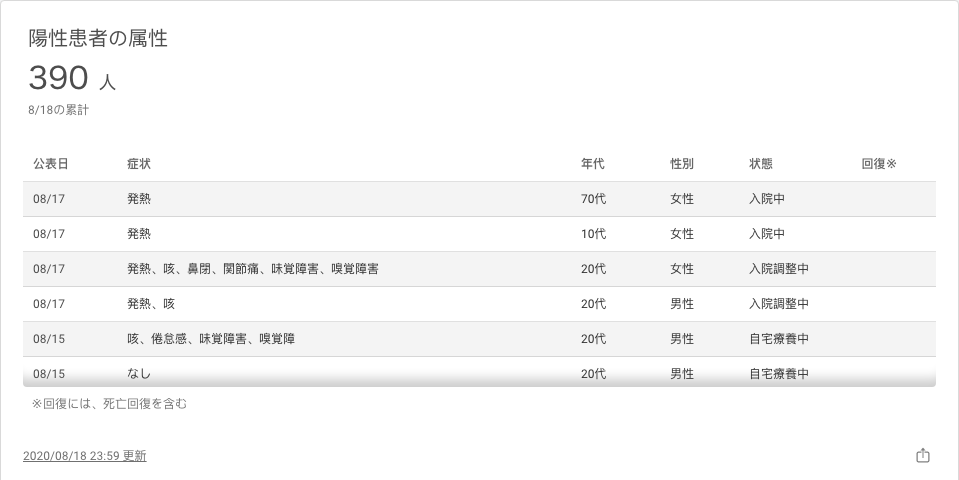 陽性患者の属性
390 人
8/18の累計
公表日 症状 年代 性別 状態 回復※
08/17 発熱 70代 女性 入院中
08/17 発熱 10代 女性 入院中
08/17 発熱、咳、鼻閉、関節痛、味覚障害、嗅覚障害 20代 女性 入院調整中
08/17 発熱、咳 20代 男性 入院調整中
08/15 咳、倦怠感、味覚障害、嗅覚障 20代 男性 自宅療養中
08/15 なし 20代 男性 自宅療養中
※回復には、死亡回復を含む
2020/08/18 23:59 更新